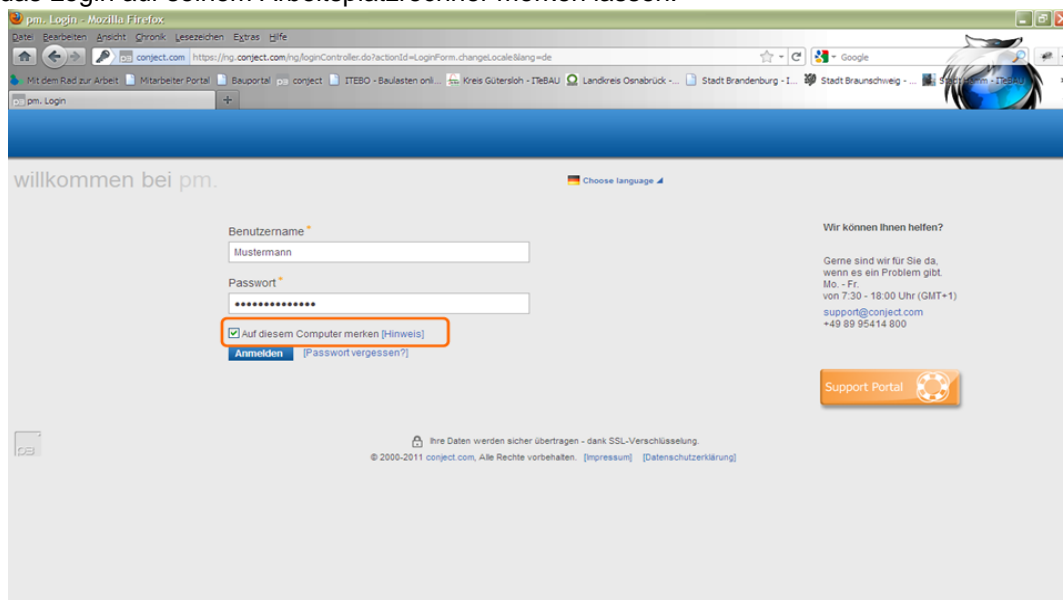 das Login auf seinem Arbeitsplatzrechner merken lassen.
pm. Login - Mozilla Firefox
Datei Bearbeiten Ansicht Chronik Lesezeichen Extras Hilfe
conject.com https://ng.conject.com/ng/loginController.do?actionId=LoginForm.changeLocale&lang=de
Google
Mit dem Rad zur Arbeit Mitarbeiter Portal Bauportal conject ITEBO - Baulasten onli... Kreis Gütersloh - ITeBAU Landkreis Osnabrück - ... Stadt Brandenburg - I... Stadt Braunschweig - ...
pm. Login
willkommen bei pm.
Choose language
Benutzername *
Mustermann
Passwort *
Auf diesem Computer merken [Hinweis]
Anmelden [Passwort vergessen?]
Wir können Ihnen helfen?
Gerne sind wir für Sie da,
wenn es ein Problem gibt.
Mo. - Fr.
von 7:30 - 18:00 Uhr (GMT+1)
support@conject.com
+49 89 95414 800
Support Portal
Ihre Daten werden sicher übertragen - dank SSL-Verschlüsselung.
© 2000-2011 conject.com, Alle Rechte vorbehalten. [Impressum] [Datenschutzerklärung]